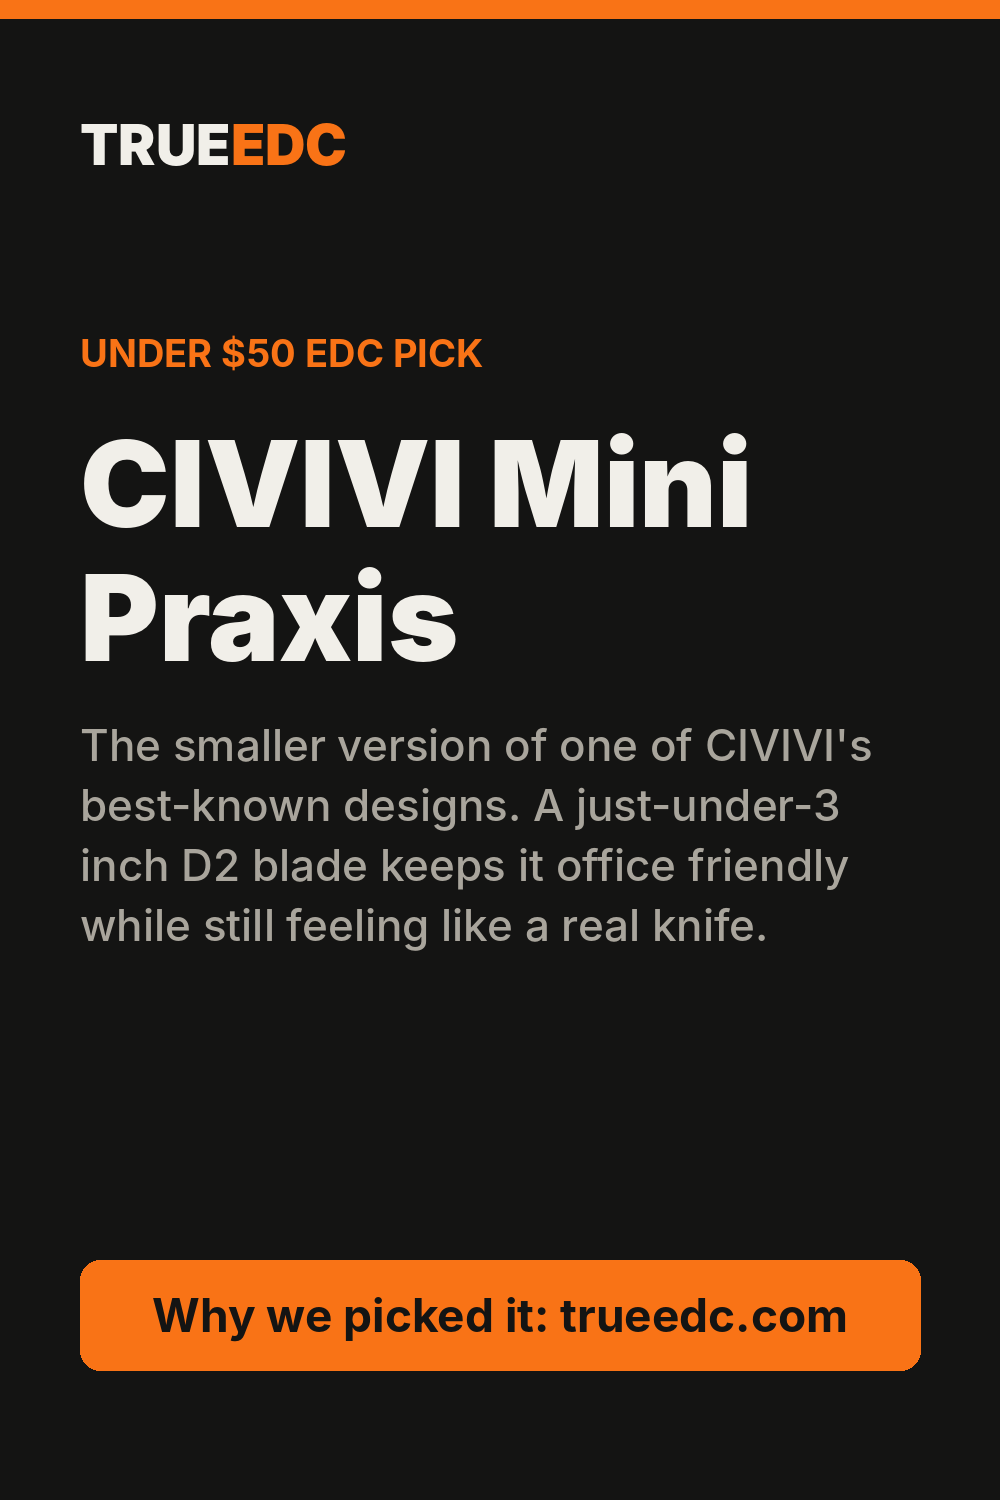 TRUEEDC
UNDER $50 EDC PICK
CIVIVI Mini
Praxis
The smaller version of one of CIVIVI's
best-known designs. A just-under-3
inch D2 blade keeps it office friendly
while still feeling like a real knife.
Why we picked it: trueedc.com